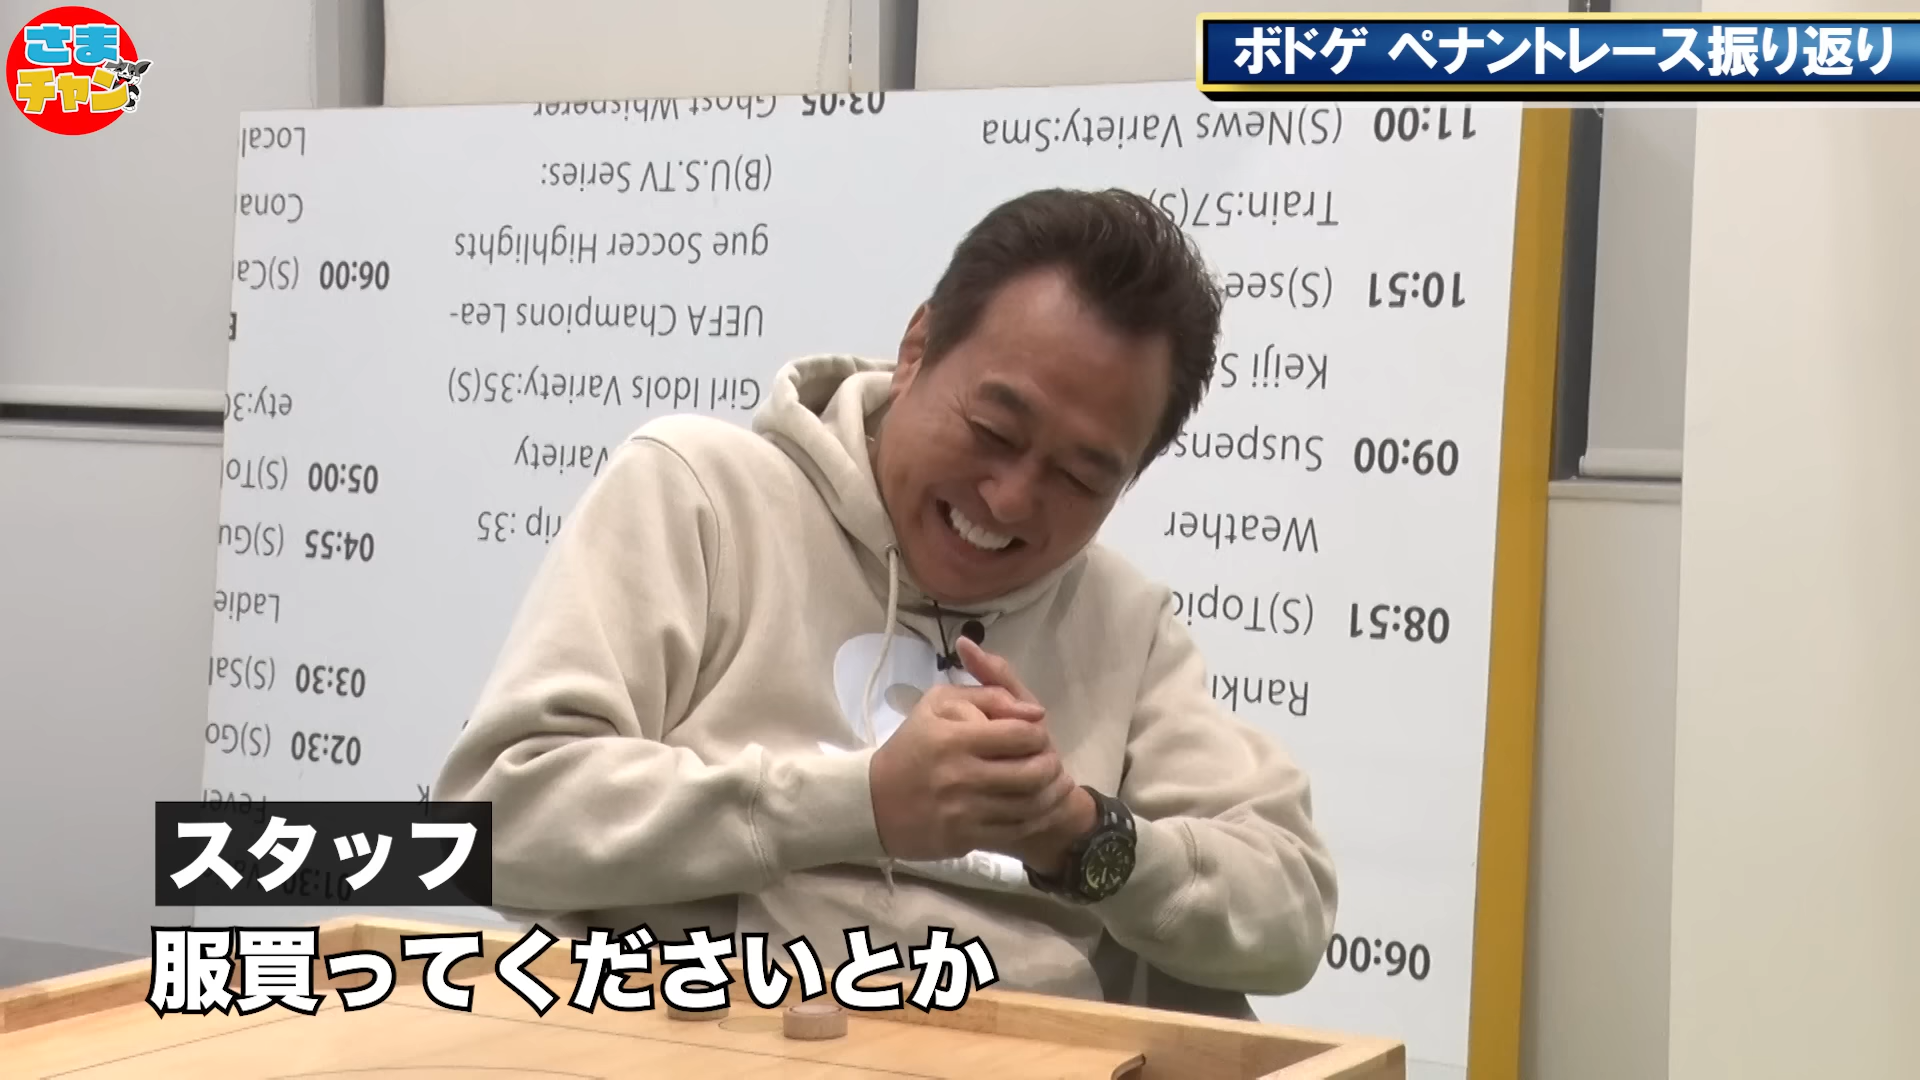 さま
チャン
ボドゲ ペナントレース振り返り
Local
Cona
06:00 (S)Ca
ety:30
05:00 (S)To
04:55 (S)Gu
Ladie
03:30 (S)Sal
02:30 (S)Go
Fever
03:05 Ghost Whisperer
(B)U.S.TV Series:
gue Soccer Highlights
UEFA Champions Lea-
Girl Idols Variety:35(S)
Variety
rip :35
k
11:00 (S)News Variety:Sma
Train:57(S)
10:51 (S)see
Keiji S
09:00 Suspens
Weather
08:51 (S)Topic
Ranki
06:00
01:30
スタッフ
服買ってくださいとか